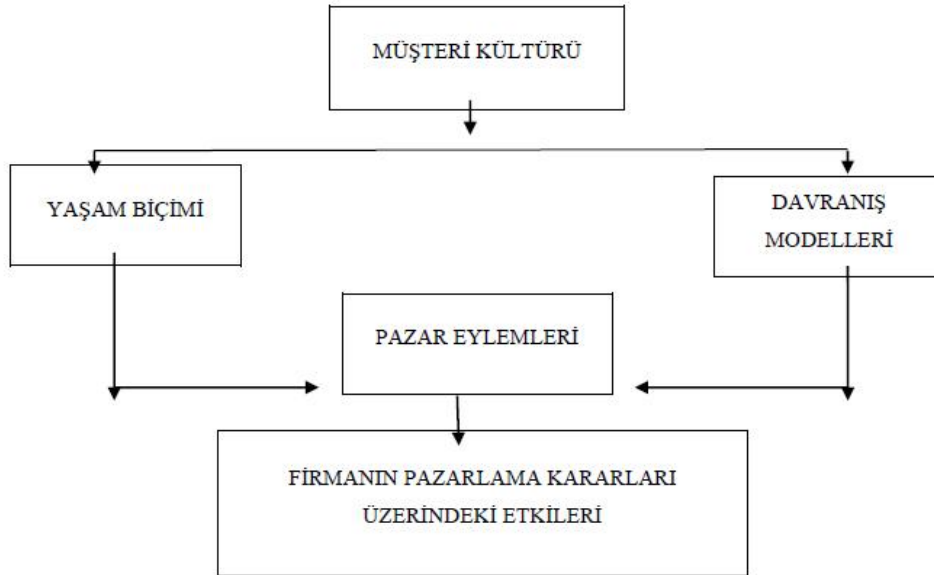 MÜŞTERİ KÜLTÜRÜ
YAŞAM BİÇİMİ
DAVRANIŞ
MODELLERİ
PAZAR EYLEMLERİ
FİRMANIN PAZARLAMA KARARLARI
ÜZERİNDEKİ ETKİLERİ